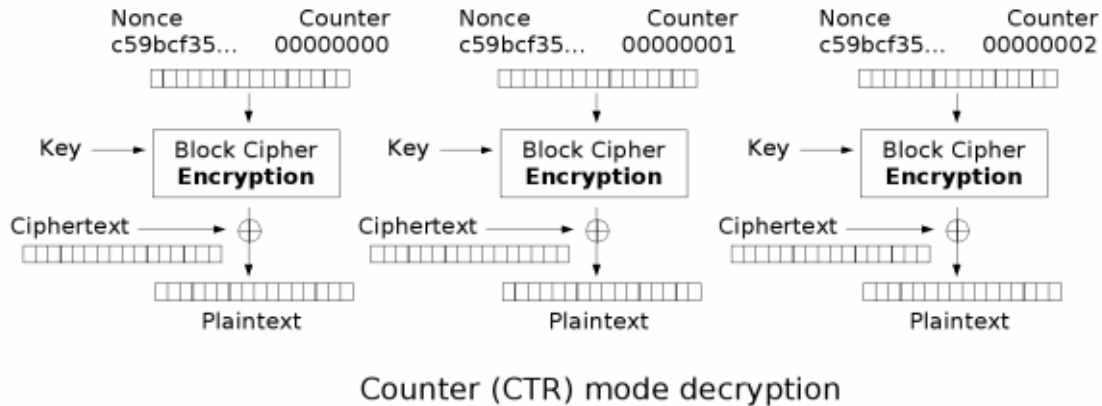 Nonce Counter Nonce Counter Nonce Counter
c59bcf35... 00000000 c59bcf35... 00000001 c59bcf35... 00000002
Key Block Cipher Key Block Cipher Key Block Cipher
Encryption Encryption Encryption
Ciphertext Ciphertext Ciphertext
Plaintext Plaintext Plaintext
Counter (CTR) mode decryption